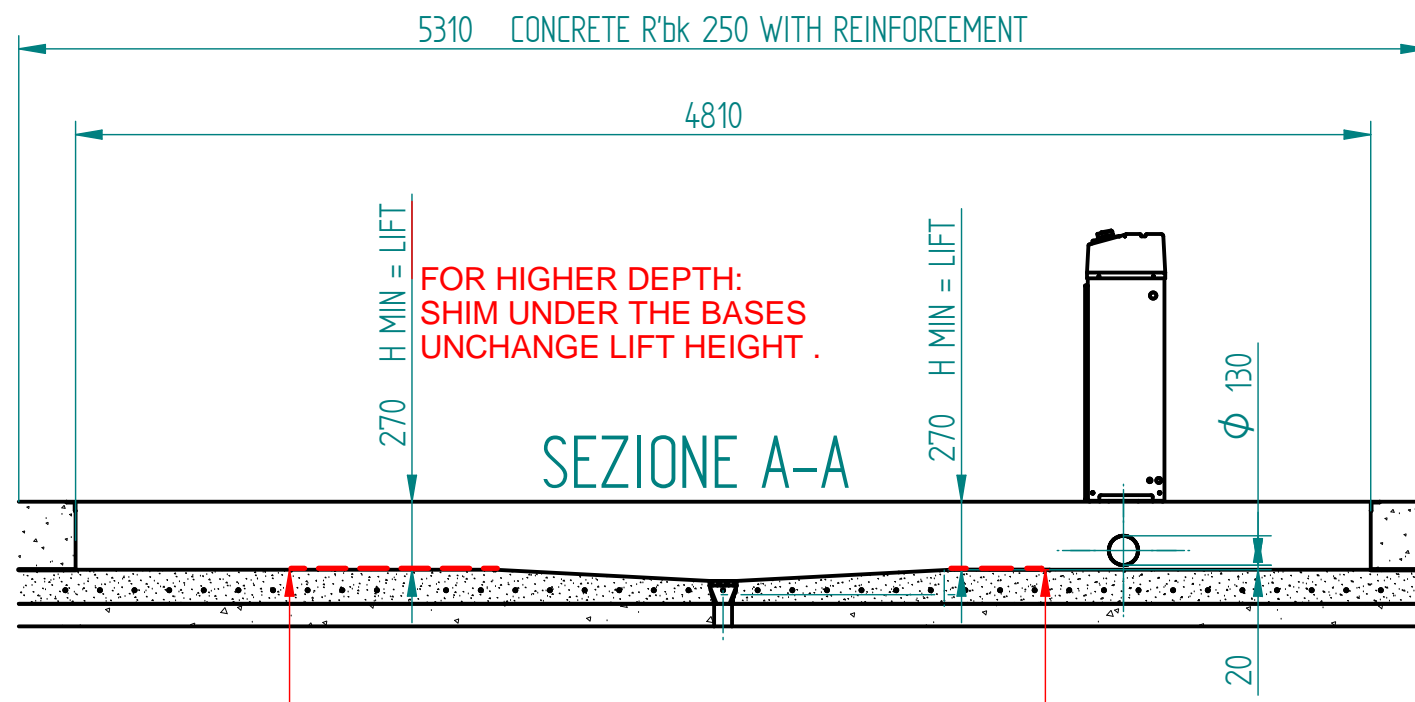 5310 CONCRETE R'bk 250 WITH REINFORCEMENT
4810
270 H MIN = LIFT
FOR HIGHER DEPTH:
SHIM UNDER THE BASES
UNCHANGE LIFT HEIGHT .
270 H MIN = LIFT
Ø 130
SEZIONE A-A
20